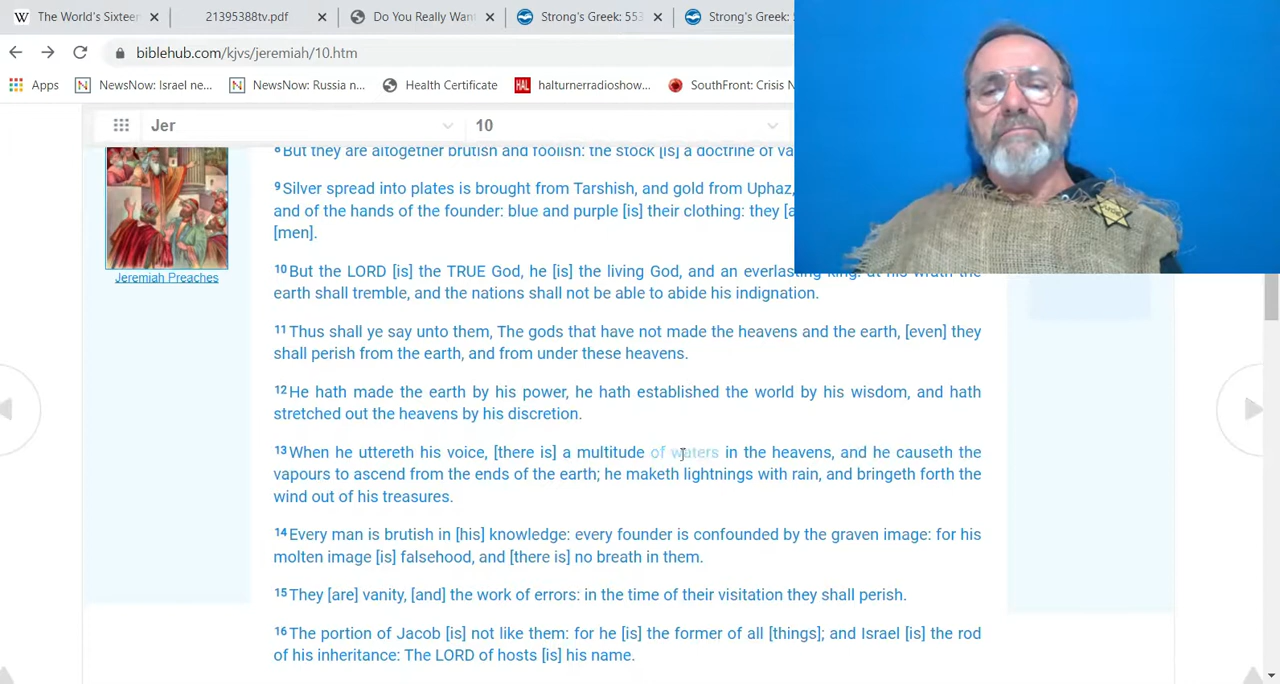 The World's Sixteen
21395388tv.pdf
Do You Really Wan
Strong's Greek: 553
Strong's Greek:
biblehub.com/kjvs/jeremiah/10.htm
Apps
NewsNow: Israel ne...
NewsNow: Russia n...
Health Certificate
HAL
halturnerradioshow...
SouthFront: Crisis N
Jer
10
8 But they are altogether brutish and foolish: the stock [is] a doctrine of va
9 Silver spread into plates is brought from Tarshish, and gold from Uphaz,
and of the hands of the founder: blue and purple [is] their clothing: they [a
[men].
Jeremiah Preaches
10 But the LORD [is] the TRUE God, he [is] the living God, and an everlasting king: at his wrath the
earth shall tremble, and the nations shall not be able to abide his indignation.
11 Thus shall ye say unto them, The gods that have not made the heavens and the earth, [even] they
shall perish from the earth, and from under these heavens.
12 He hath made the earth by his power, he hath established the world by his wisdom, and hath
stretched out the heavens by his discretion.
13 When he uttereth his voice, [there is] a multitude of waters in the heavens, and he causeth the
vapours to ascend from the ends of the earth; he maketh lightnings with rain, and bringeth forth the
wind out of his treasures.
14 Every man is brutish in [his] knowledge: every founder is confounded by the graven image: for his
molten image [is] falsehood, and [there is] no breath in them.
15 They [are] vanity, [and] the work of errors: in the time of their visitation they shall perish.
16 The portion of Jacob [is] not like them: for he [is] the former of all [things]; and Israel [is] the rod
of his inheritance: The LORD of hosts [is] his name.